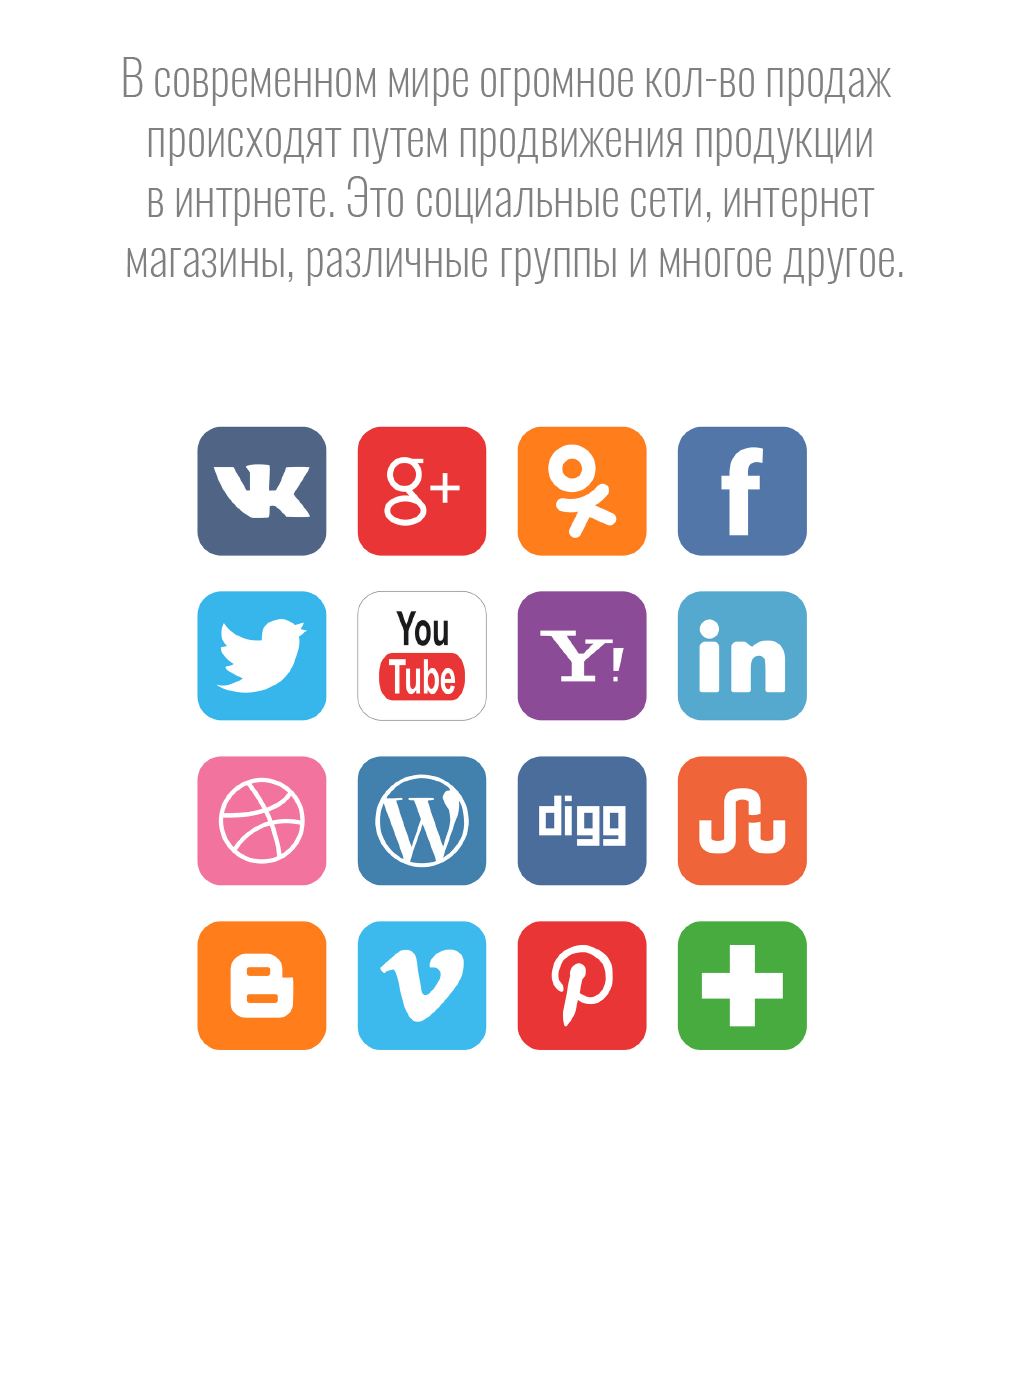 В современном мире огромное кол-во продаж
происходят путем продвижения продукции
в интрнете. Это социальные сети, интернет
магазины, различные группы и многое другое.
g+
f
You
Tube
Y!
in
W
digg
B